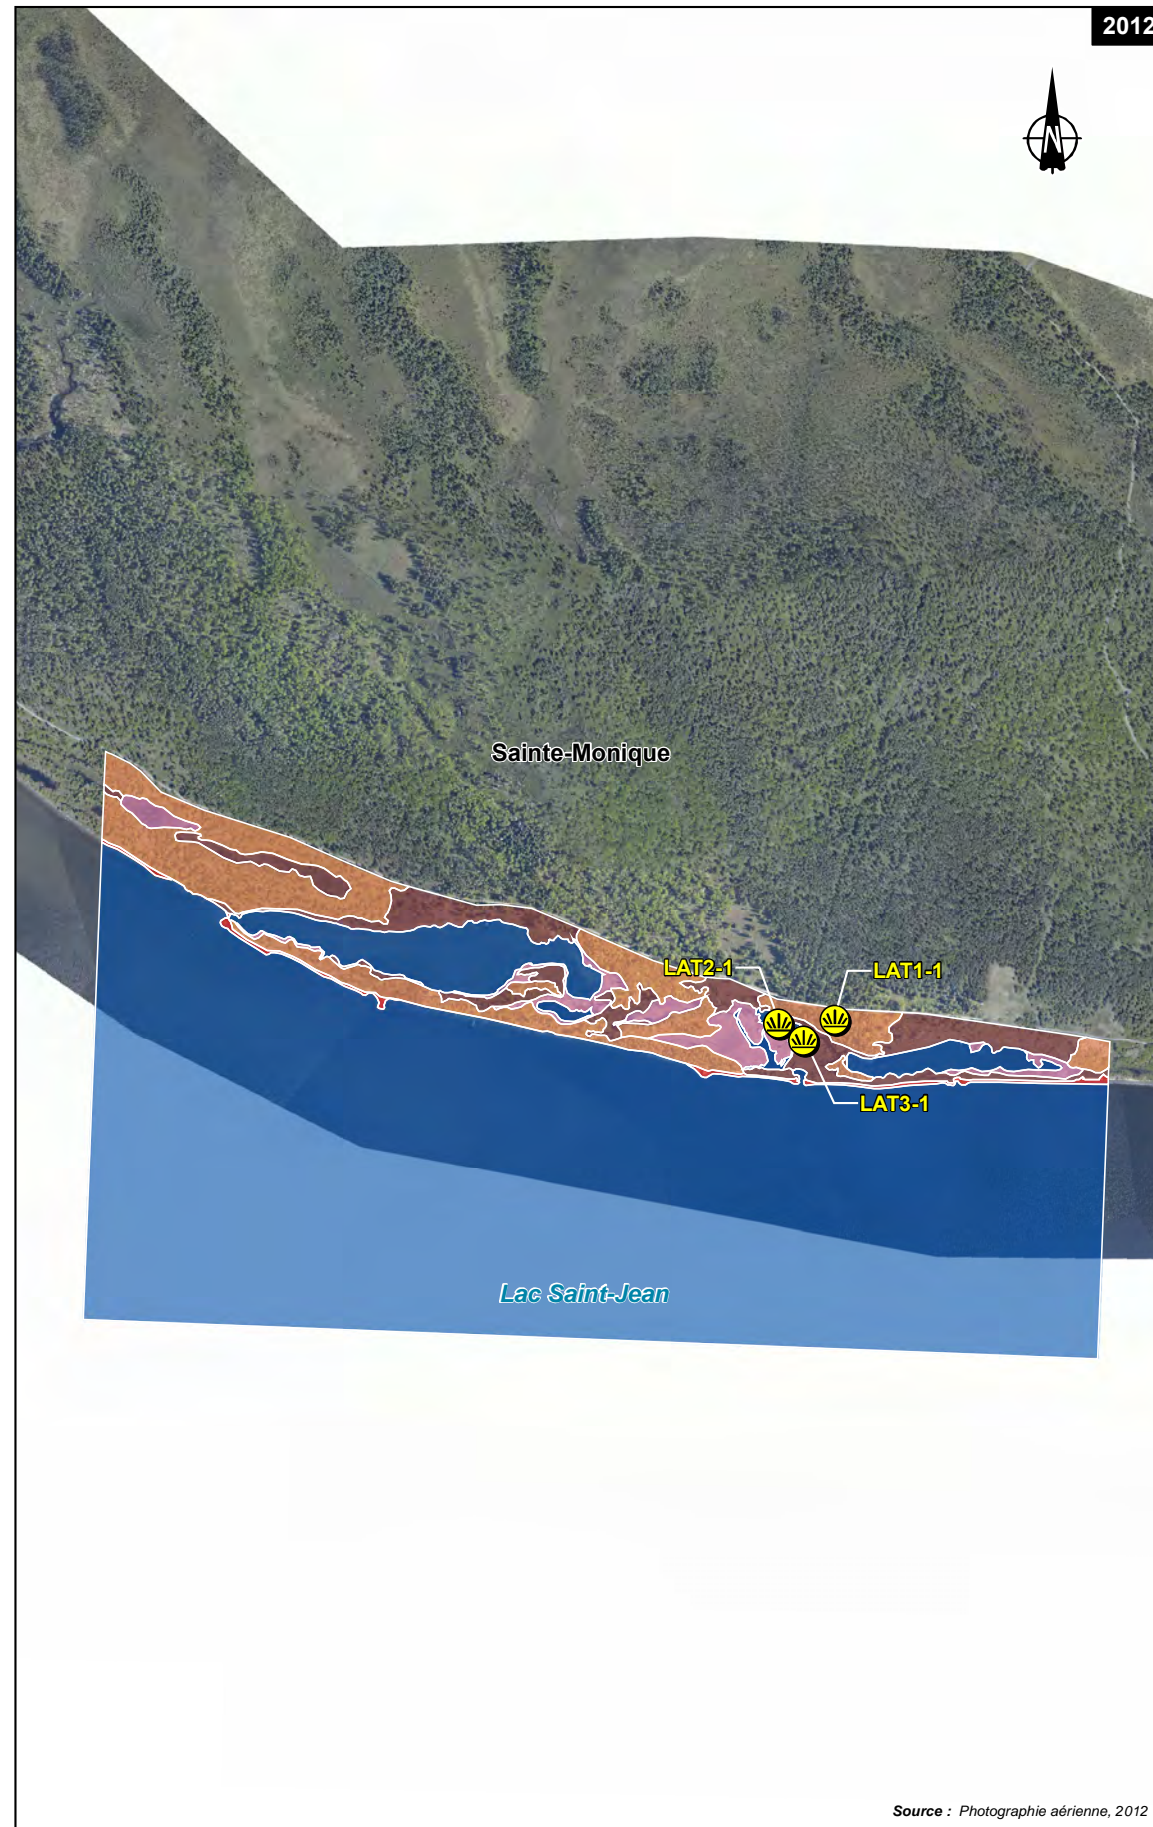 2012
N
Sainte-Monique
LAT2-1
LAT1-1
LAT3-1
Lac Saint-Jean
Source : Photographie aérienne, 2012